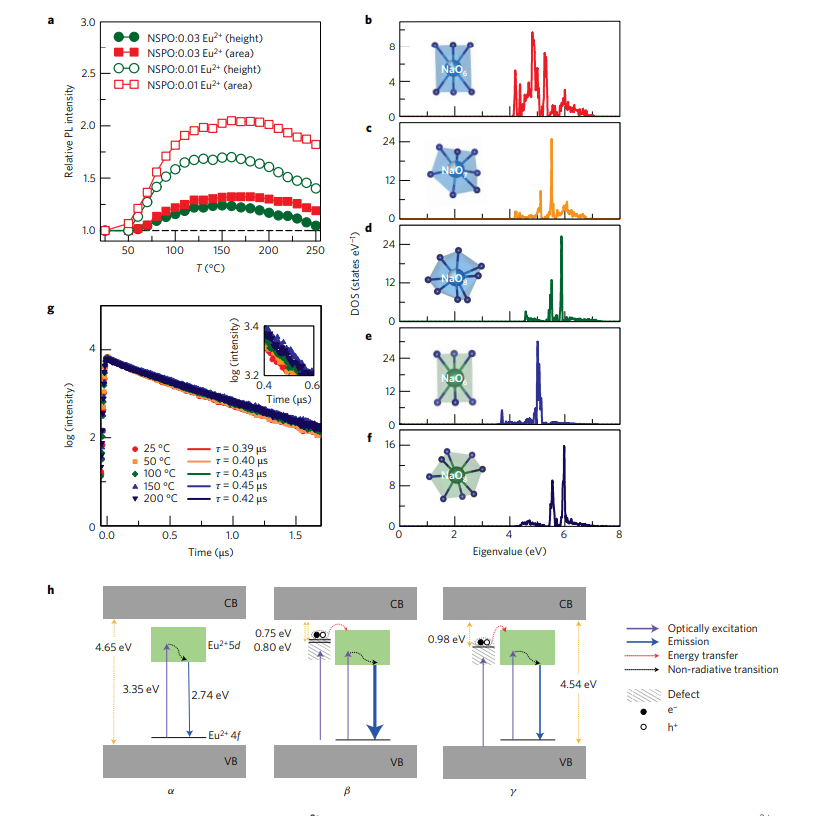 a
3.0
2.5
2.0
1.5
1.0
Relative PL intensity
NSPO:0.03 Eu²⁺ (height)
NSPO:0.03 Eu²⁺ (area)
NSPO:0.01 Eu²⁺ (height)
NSPO:0.01 Eu²⁺ (area)
50 100 150 200 250
T (°C)
b
8
4
0
NaO₆
c
24
12
0
d
24
12
0
DOS (states eV⁻¹)
e
24
12
0
f
16
8
0
0 2 4 6 8
Eigenvalue (eV)
g
4
2
0
log (intensity)
3.4
3.2
log (intensity)
0.4 0.6
Time (μs)
25 °C τ = 0.39 μs
50 °C τ = 0.40 μs
100 °C τ = 0.43 μs
150 °C τ = 0.45 μs
200 °C τ = 0.42 μs
0.0 0.5 1.0 1.5
Time (μs)
h
CB
4.65 eV
Eu²⁺5d
3.35 eV
2.74 eV
Eu²⁺ 4f
VB
α
CB
0.75 eV
0.80 eV
VB
β
CB
0.98 eV
4.54 eV
VB
γ
Optically excitation
Emission
Energy transfer
Non-radiative transition
Defect
e⁻
h⁺